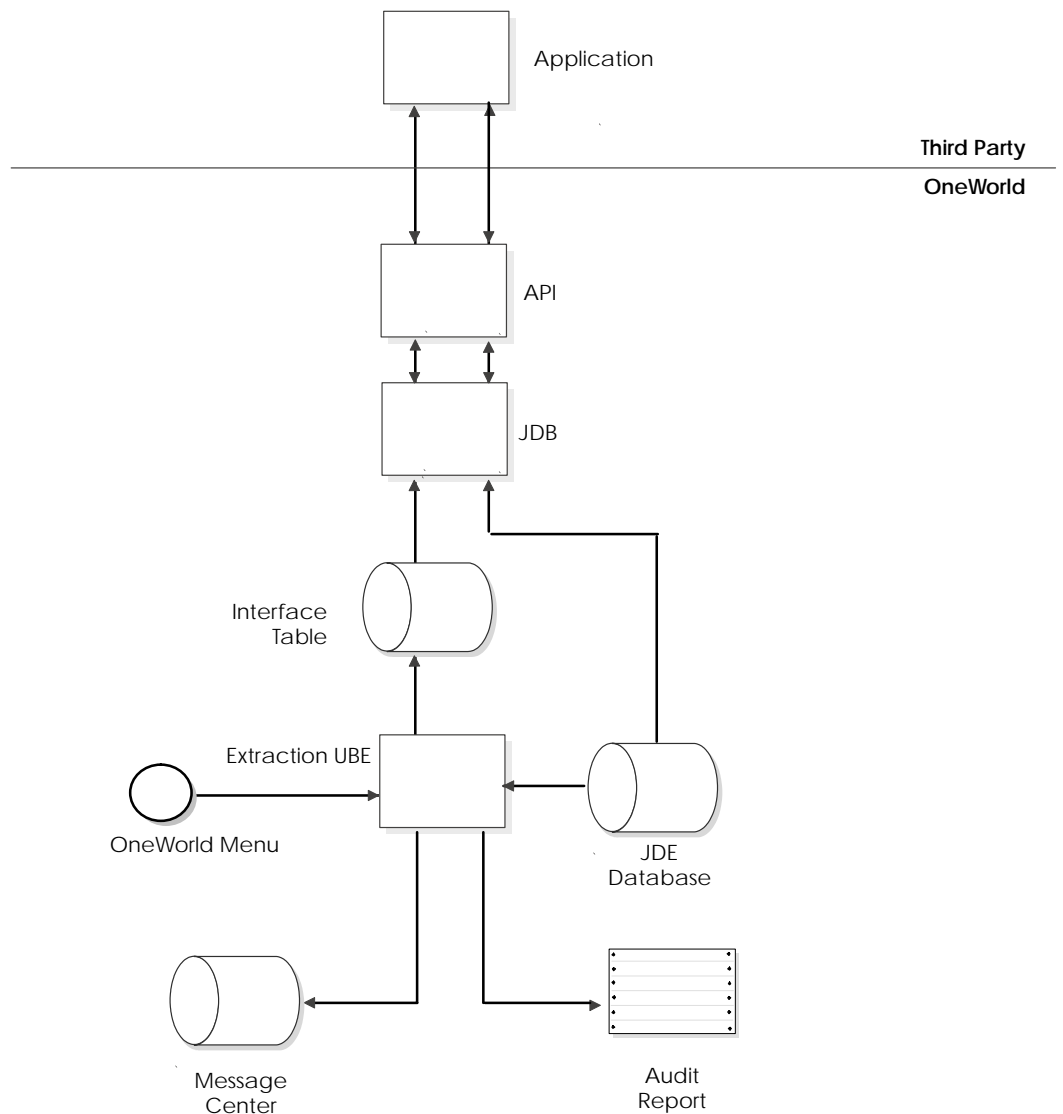 Application
Third Party
OneWorld
API
JDB
Interface
Table
Extraction UBE
OneWorld Menu
JDE
Database
Message
Center
Audit
Report